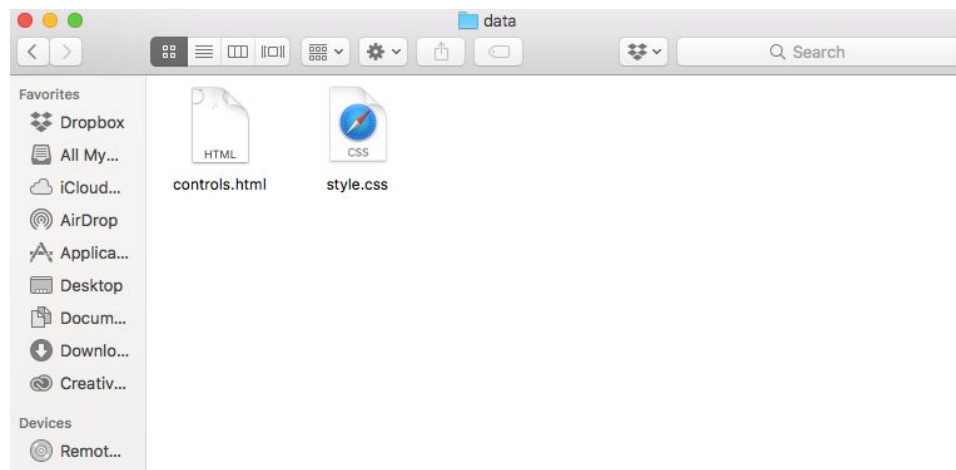 data
Search
Favorites
Dropbox
All My...
iCloud...
AirDrop
Applica...
Desktop
Docum...
Downlo...
Creativ...
Devices
Remot...
HTML
CSS
controls.html
style.css